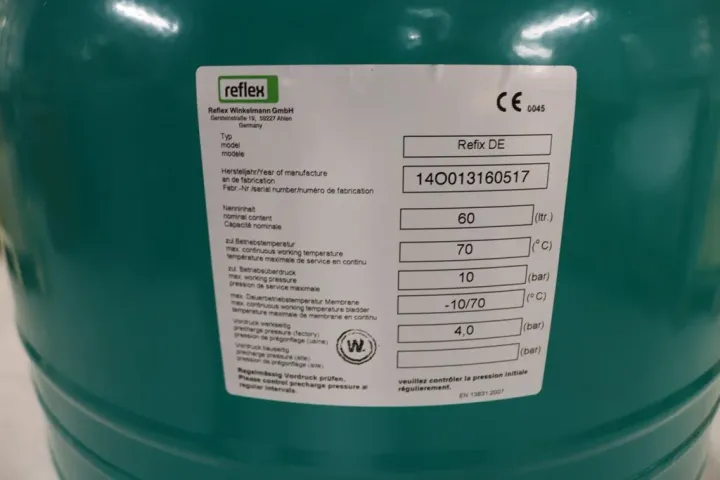 reflex
Reflex Winkelmann GmbH
Gersteinstraße 19, 59227 Ahlen
Germany
CE 0045
Typ
model
modèle
Refix DE
Herstelljahr/Year of manufacture
an de fabrication
Fabr.-Nr /serial number/numéro de fabrication
14O013160517
Nenninhalt
nominal content
Capacité nominale
60 (ltr.)
zul.Betriebstemperatur
max. continuous working temperature
température maximale de service en continu
70 (°C)
zul. Betriebsüberdruck
max. working pressure
pression de service maximale
10 (bar)
max. Dauerbetriebstemperatur Membrane
max. continuous working temperature bladder
temperature maximale de membrane en continu
-10/70 (°C)
Vordruck werkseitig
precharge pressure (factory)
pression de prégonflage (usine)
4,0 (bar)
Vordruck bauseitig
precharge pressure (site)
pression de prégonflage (site)
(bar)
W.
Regelmässig Vordruck prüfen.
Please control precharge pressure at
regular intervals.
veuillez contrôler la pression initiale
régulièrement.
EN 13831:2007